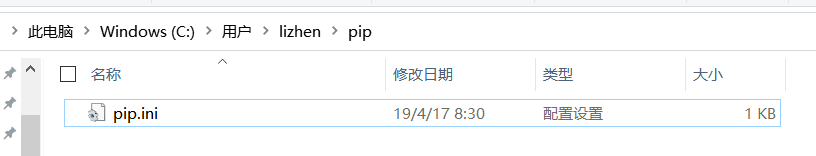 此电脑 Windows (C:) 用户 lizhen pip
名称 修改日期 类型 大小
pip.ini 19/4/17 8:30 配置设置 1 KB